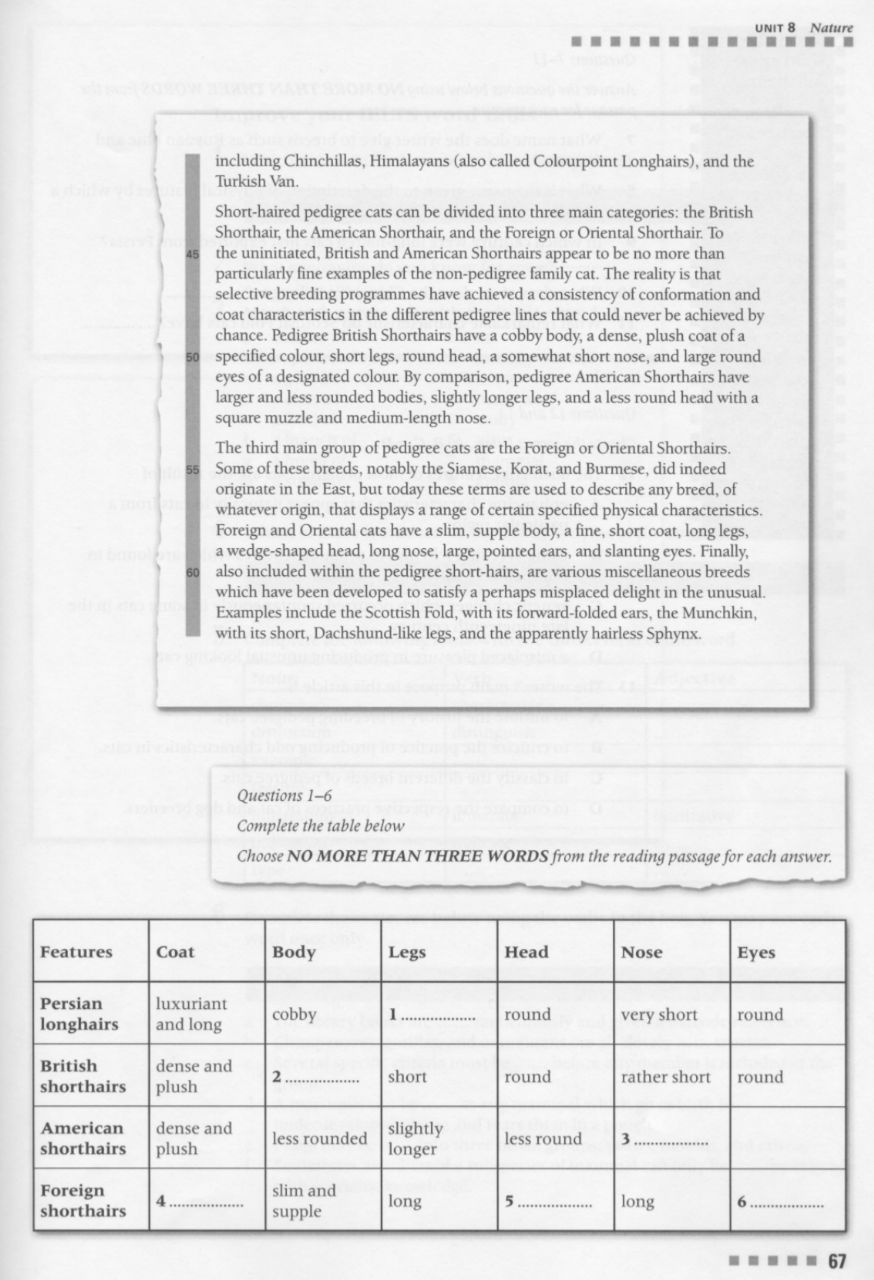 UNIT 8 Nature
including Chinchillas, Himalayans (also called Colourpoint Longhairs), and the
Turkish Van.
Short-haired pedigree cats can be divided into three main categories: the British
Shorthair, the American Shorthair, and the Foreign or Oriental Shorthair. To
45 the uninitiated, British and American Shorthairs appear to be no more than
particularly fine examples of the non-pedigree family cat. The reality is that
selective breeding programmes have achieved a consistency of conformation and
coat characteristics in the different pedigree lines that could never be achieved by
chance. Pedigree British Shorthairs have a cobby body, a dense, plush coat of a
50 specified colour, short legs, round head, a somewhat short nose, and large round
eyes of a designated colour. By comparison, pedigree American Shorthairs have
larger and less rounded bodies, slightly longer legs, and a less round head with a
square muzzle and medium-length nose.
The third main group of pedigree cats are the Foreign or Oriental Shorthairs.
55 Some of these breeds, notably the Siamese, Korat, and Burmese, did indeed
originate in the East, but today these terms are used to describe any breed, of
whatever origin, that displays a range of certain specified physical characteristics.
Foreign and Oriental cats have a slim, supple body, a fine, short coat, long legs,
a wedge-shaped head, long nose, large, pointed ears, and slanting eyes. Finally,
60 also included within the pedigree short-hairs, are various miscellaneous breeds
which have been developed to satisfy a perhaps misplaced delight in the unusual.
Examples include the Scottish Fold, with its forward-folded ears, the Munchkin,
with its short, Dachshund-like legs, and the apparently hairless Sphynx.
Questions 1–6
Complete the table below
Choose NO MORE THAN THREE WORDS from the reading passage for each answer.
Features Coat Body Legs Head Nose Eyes
Persian longhairs luxuriant and long cobby 1 .................. round very short round
British shorthairs dense and plush 2 .................. short round rather short round
American shorthairs dense and plush less rounded slightly longer less round 3 ..................
Foreign shorthairs 4 .................. slim and supple long 5 .................. long 6 ..................
67